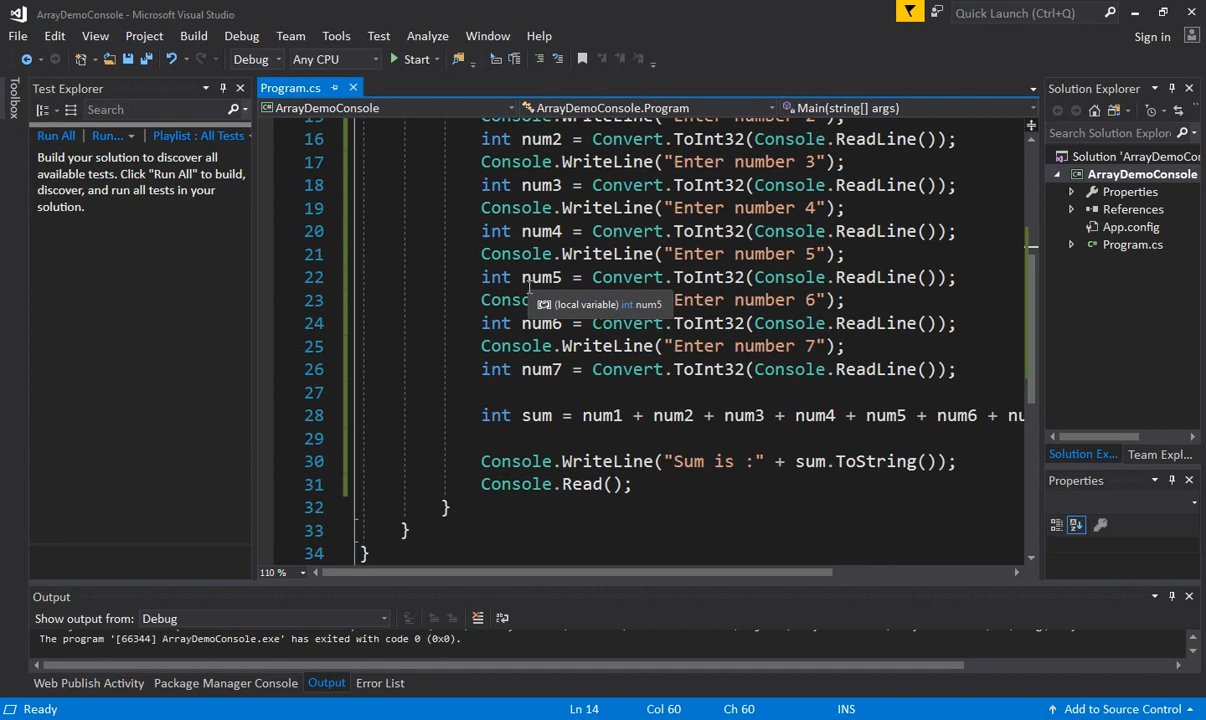 ArrayDemoConsole - Microsoft Visual Studio
Quick Launch (Ctrl+Q)
File Edit View Project Build Debug Team Tools Test Analyze Window Help
Sign in
Debug Any CPU Start
Toolbox
Test Explorer
Search
Run All Run... Playlist : All Tests
Build your solution to discover all
available tests. Click "Run All" to build,
discover, and run all tests in your
solution.
Program.cs
ArrayDemoConsole ArrayDemoConsole.Program Main(string[] args)
15 Console.WriteLine("Enter number 2");
16 int num2 = Convert.ToInt32(Console.ReadLine());
17 Console.WriteLine("Enter number 3");
18 int num3 = Convert.ToInt32(Console.ReadLine());
19 Console.WriteLine("Enter number 4");
20 int num4 = Convert.ToInt32(Console.ReadLine());
21 Console.WriteLine("Enter number 5");
22 int num5 = Convert.ToInt32(Console.ReadLine());
23 Conso "Enter number 6");
(local variable) int num5
24 int num6 = Convert.ToInt32(Console.ReadLine());
25 Console.WriteLine("Enter number 7");
26 int num7 = Convert.ToInt32(Console.ReadLine());
27
28 int sum = num1 + num2 + num3 + num4 + num5 + num6 + nu
29
30 Console.WriteLine("Sum is :" + sum.ToString());
31 Console.Read();
32 }
33 }
34 }
110 %
Solution Explorer
Search Solution Explor
Solution 'ArrayDemoCor
ArrayDemoConsole
Properties
References
App.config
Program.cs
Solution Ex... Team Expl...
Properties
Output
Show output from: Debug
The program '[66344] ArrayDemoConsole.exe' has exited with code 0 (0x0).
Web Publish Activity Package Manager Console Output Error List
Ready Ln 14 Col 60 Ch 60 INS Add to Source Control